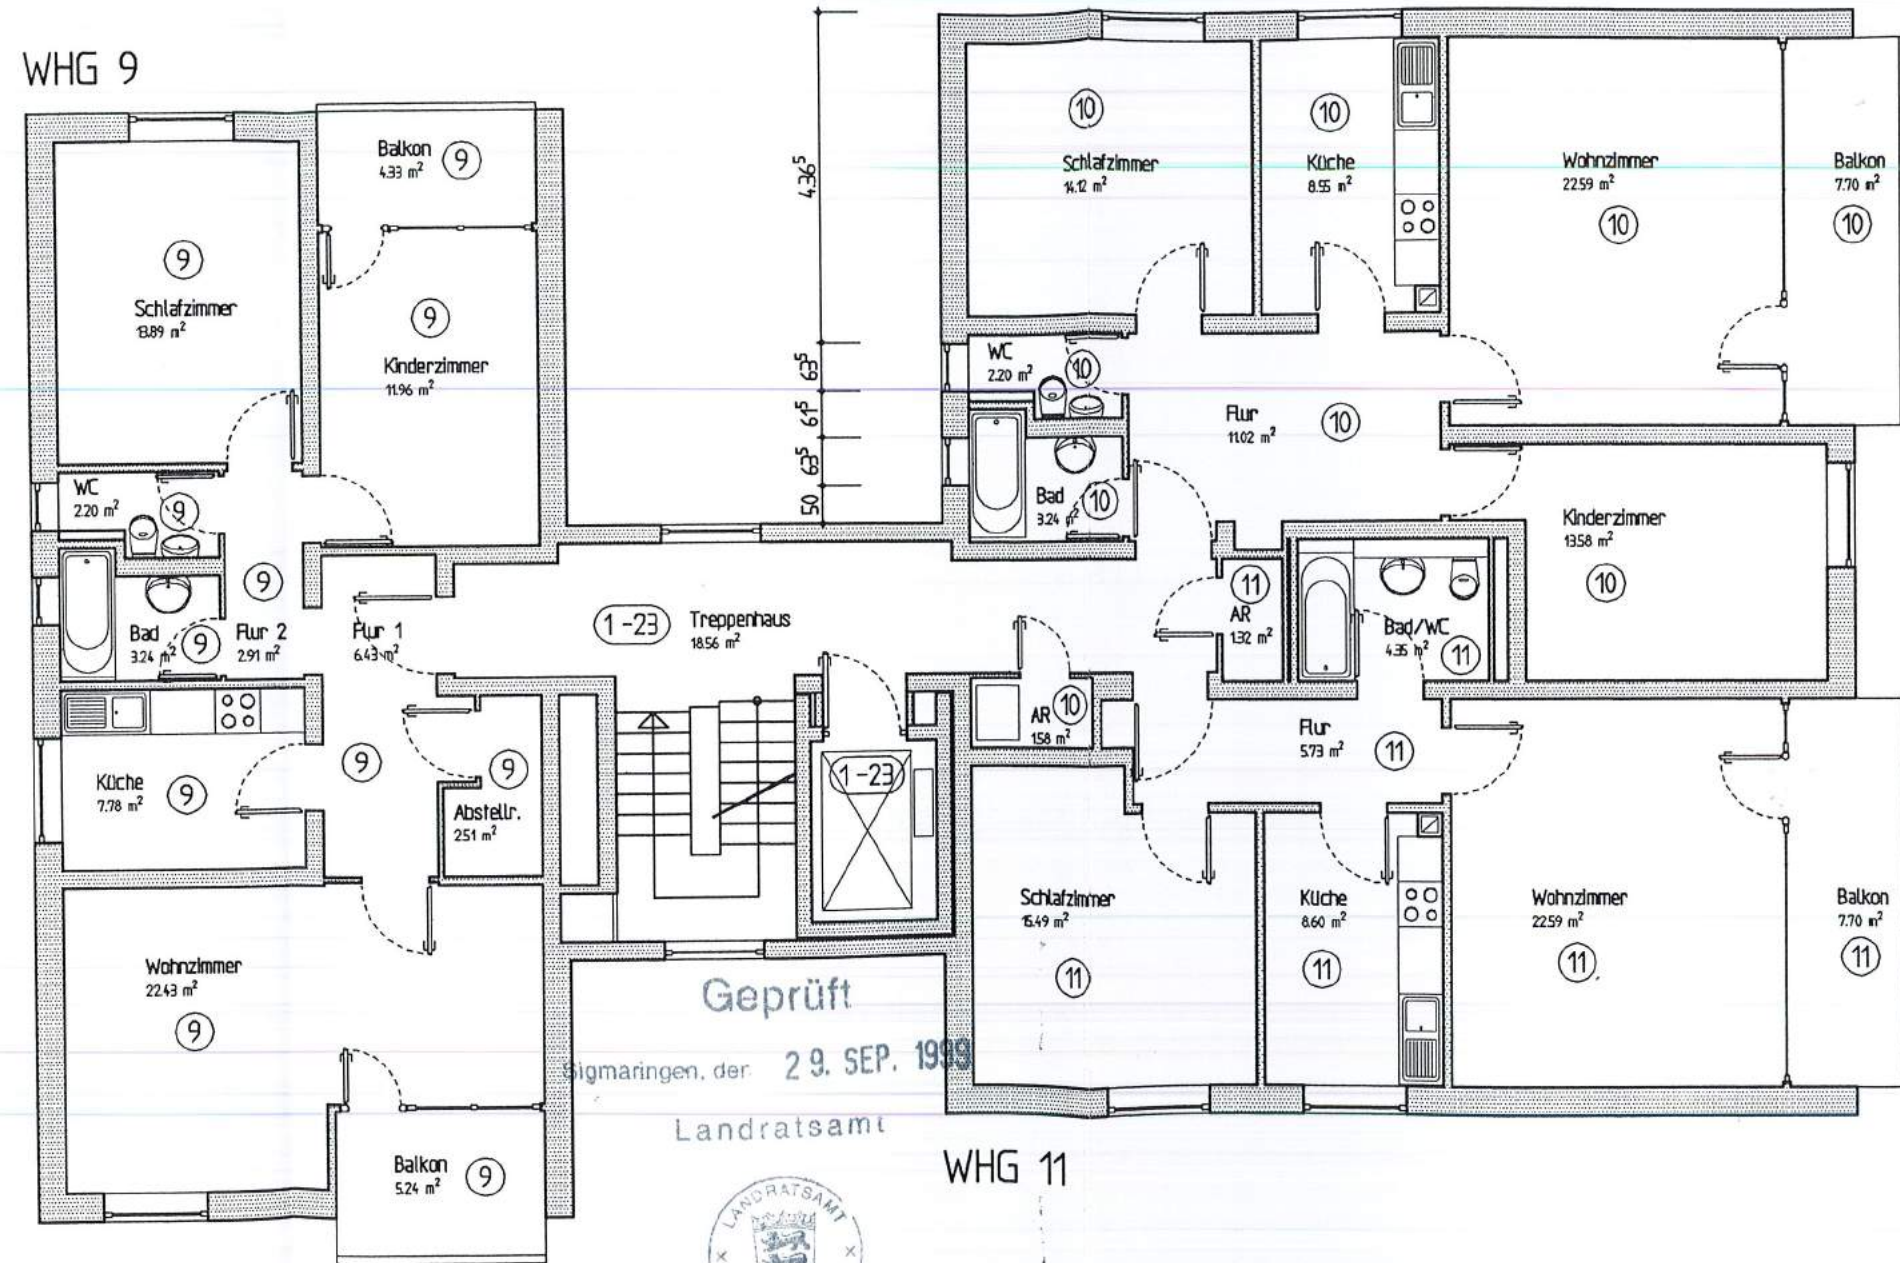 WHG 9
Balkon
4.33 m²
9
9
Schlafzimmer
13.89 m²
9
Kinderzimmer
11.96 m²
WC
2.20 m²
9
Bad
3.24 m²
9
9
Flur 2
2.91 m²
Flur 1
6.43 m²
9
Küche
7.78 m²
9
9
Abstellr.
2.51 m²
Wohnzimmer
22.43 m²
9
Balkon
5.24 m²
9
1-23
Treppenhaus
18.56 m²
1-23
4.36⁵
63⁵
61⁵
63⁵
50
10
Schlafzimmer
14.12 m²
10
Küche
8.55 m²
Wohnzimmer
22.59 m²
10
Balkon
7.70 m²
10
WC
2.20 m²
10
Flur
11.02 m²
10
Bad
3.24 m²
10
Kinderzimmer
13.58 m²
10
AR
1.58 m²
10
11
AR
1.32 m²
Bad/WC
4.35 m²
11
Flur
5.73 m²
11
Schlafzimmer
15.49 m²
11
Küche
8.60 m²
11
Wohnzimmer
22.59 m²
11
Balkon
7.70 m²
11
Geprüft
Sigmaringen, der 29. SEP. 1999
Landratsamt
WHG 11
LANDRATSAMT